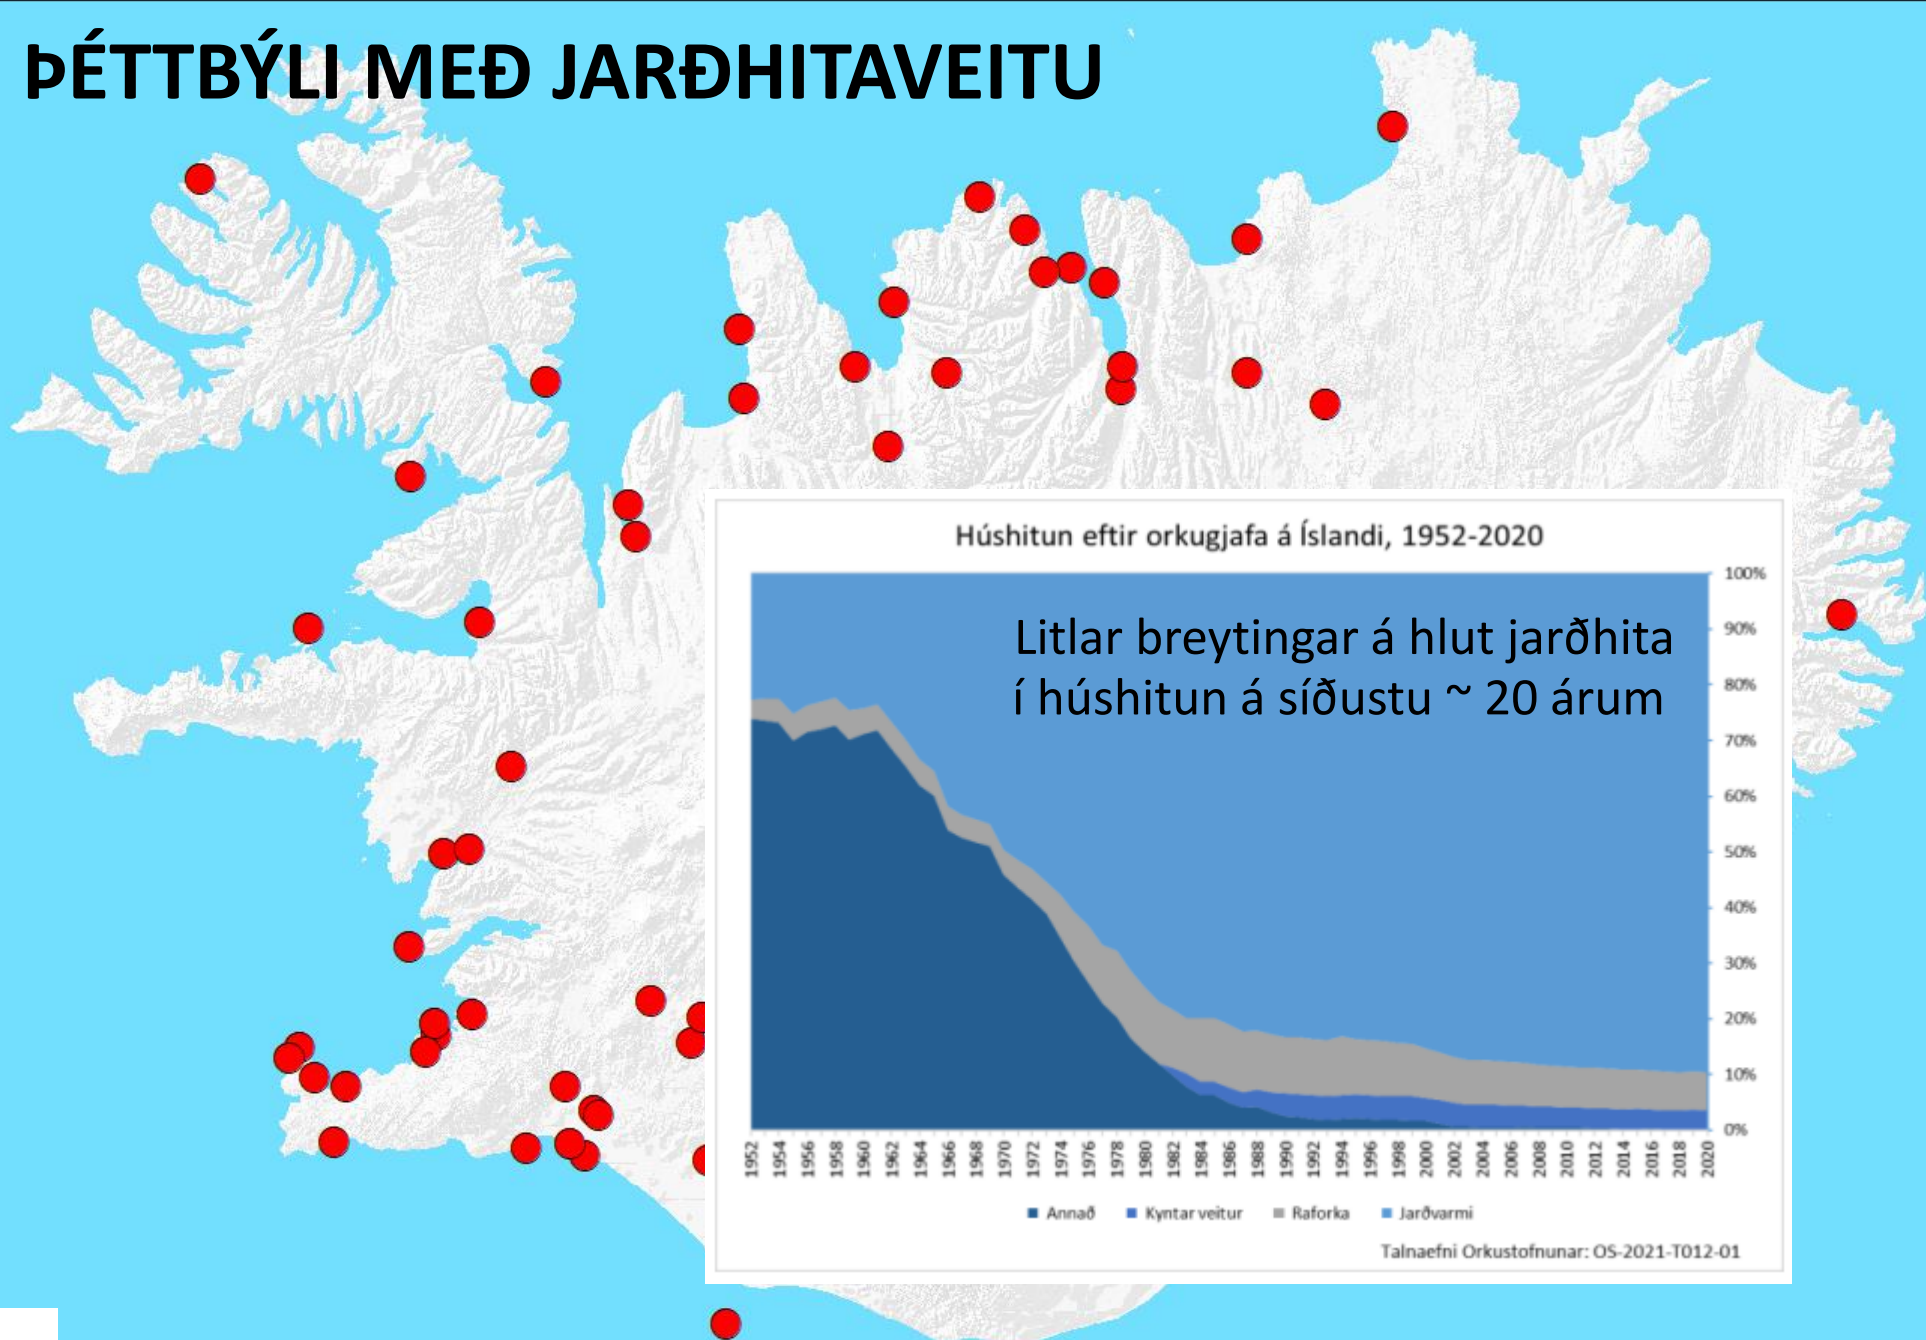 ÞÉTTBÝLI MEÐ JARÐHITAVEITU
Húshitun eftir orkugjafa á Íslandi, 1952-2020
Litlar breytingar á hlut jarðhita
í húshitun á síðustu ~ 20 árum
100%
90%
80%
70%
60%
50%
40%
30%
20%
10%
0%
1952 1954 1956 1958 1960 1962 1964 1966 1968 1970 1972 1974 1976 1978 1980 1982 1984 1986 1988 1990 1992 1994 1996 1998 2000 2002 2004 2006 2008 2010 2012 2014 2016 2018 2020
Annað Kyntar veitur Raforka Jarðvarmi
Talnaefni Orkustofnunar: OS-2021-T012-01